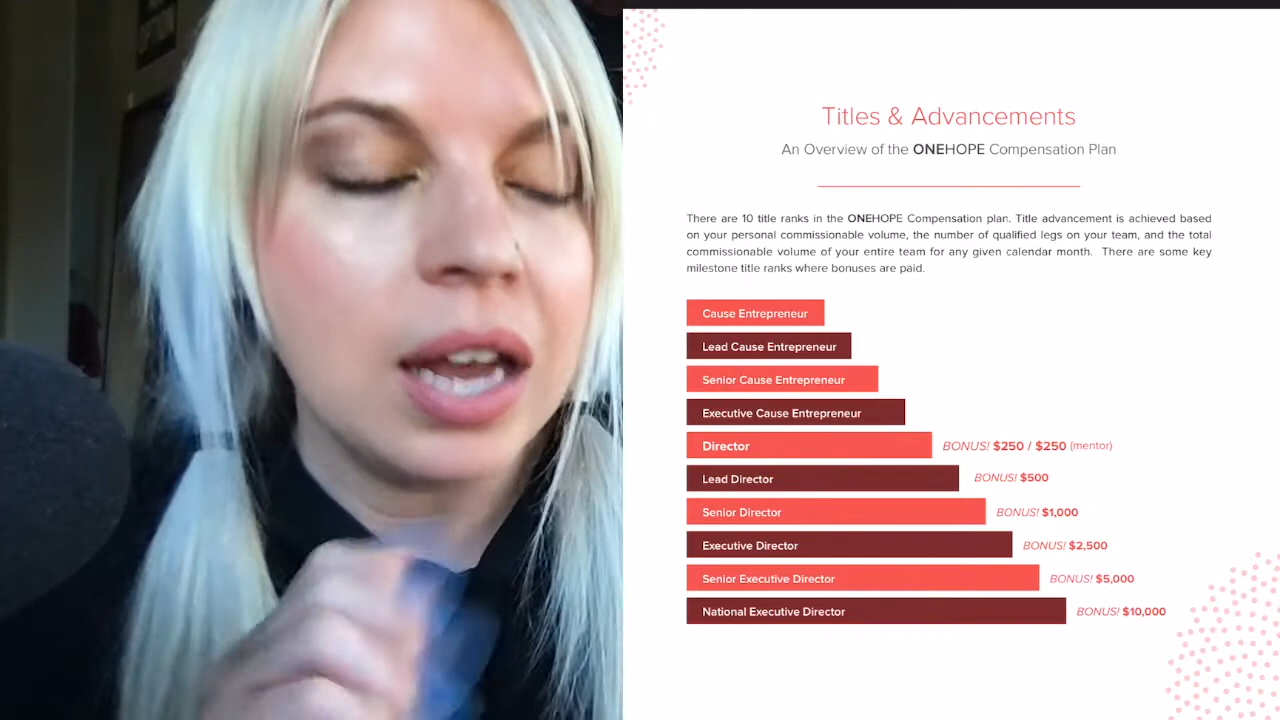 Titles & Advancements
An Overview of the ONEHOPE Compensation Plan
There are 10 title ranks in the ONEHOPE Compensation plan. Title advancement is achieved based
on your personal commissionable volume, the number of qualified legs on your team, and the total
commissionable volume of your entire team for any given calendar month. There are some key
milestone title ranks where bonuses are paid.
Cause Entrepreneur
Lead Cause Entrepreneur
Senior Cause Entrepreneur
Executive Cause Entrepreneur
Director BONUS! $250 / $250 (mentor)
Lead Director BONUS! $500
Senior Director BONUS! $1,000
Executive Director BONUS! $2,500
Senior Executive Director BONUS! $5,000
National Executive Director BONUS! $10,000